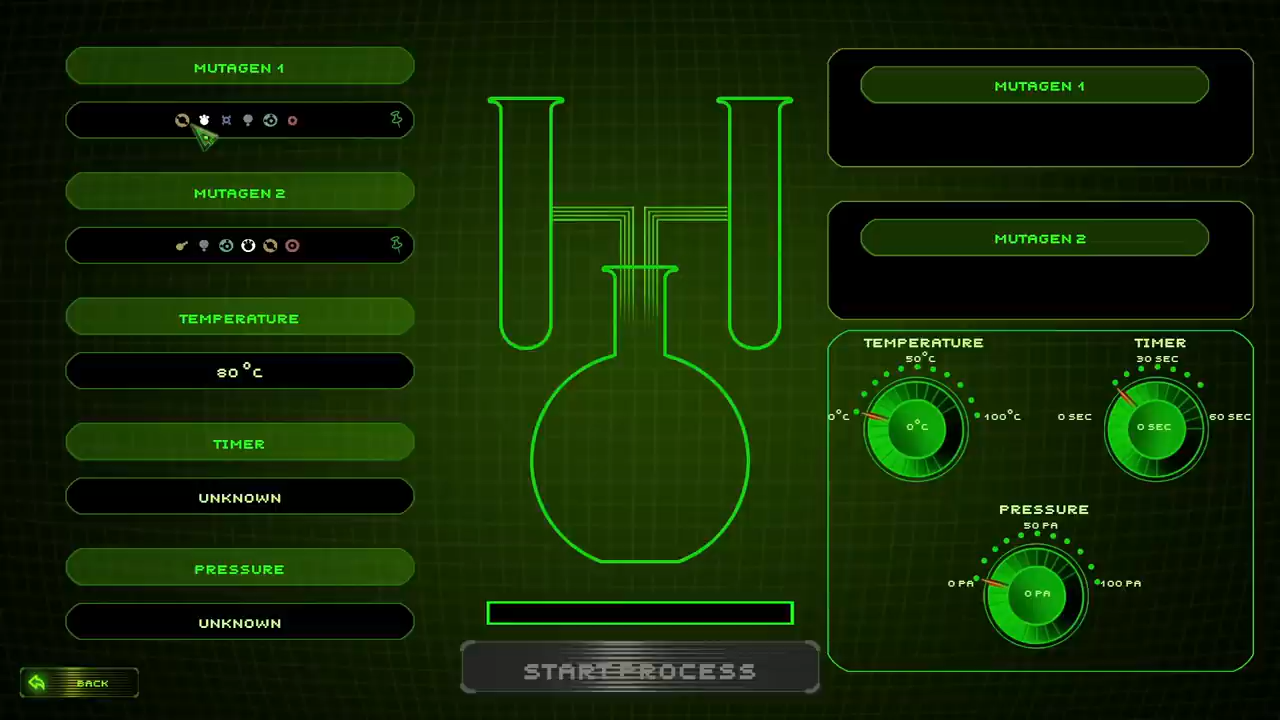 MUTAGEN 1
MUTAGEN 2
TEMPERATURE
80°C
TIMER
UNKNOWN
PRESSURE
UNKNOWN
BACK
START PROCESS
MUTAGEN 1
MUTAGEN 2
TEMPERATURE
50°C
0°C
100°C
0°C
TIMER
30 SEC
0 SEC
60 SEC
0 SEC
PRESSURE
50 PA
0 PA
100 PA
0 PA